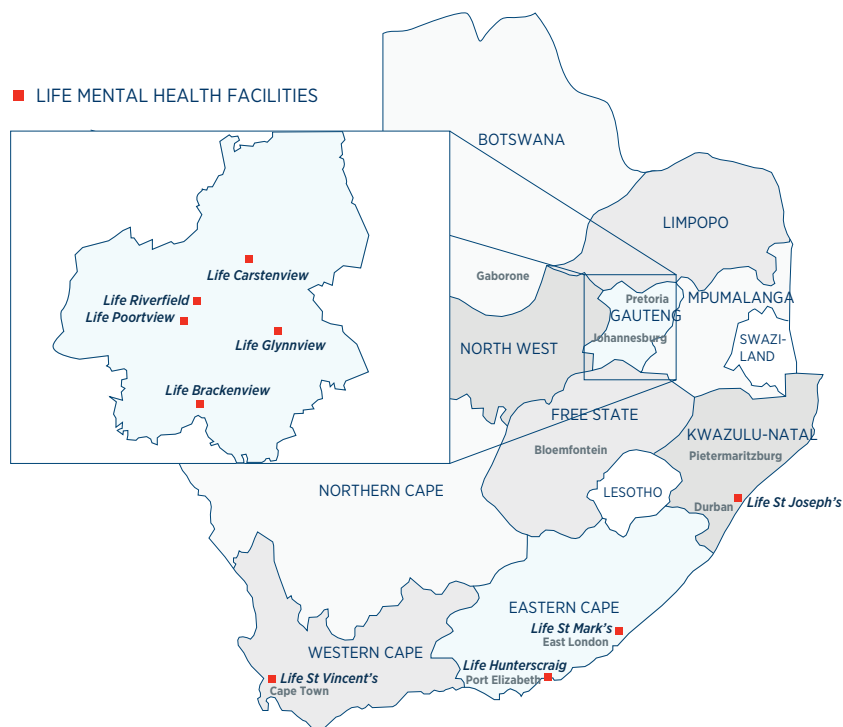 LIFE MENTAL HEALTH FACILITIES
BOTSWANA
LIMPOPO
Life Carstenview
Gaborone
Pretoria
MPUMALANGA
Life Riverfield
GAUTENG
Life Poortview
Johannesburg
SWAZI-
LAND
Life Glynnview
NORTH WEST
Life Brackenview
FREE STATE
KWAZULU-NATAL
Bloemfontein
Pietermaritzburg
NORTHERN CAPE
LESOTHO
Durban
Life St Joseph's
EASTERN CAPE
Life St Mark's
East London
WESTERN CAPE
Life Hunterscraig
Port Elizabeth
Life St Vincent's
Cape Town